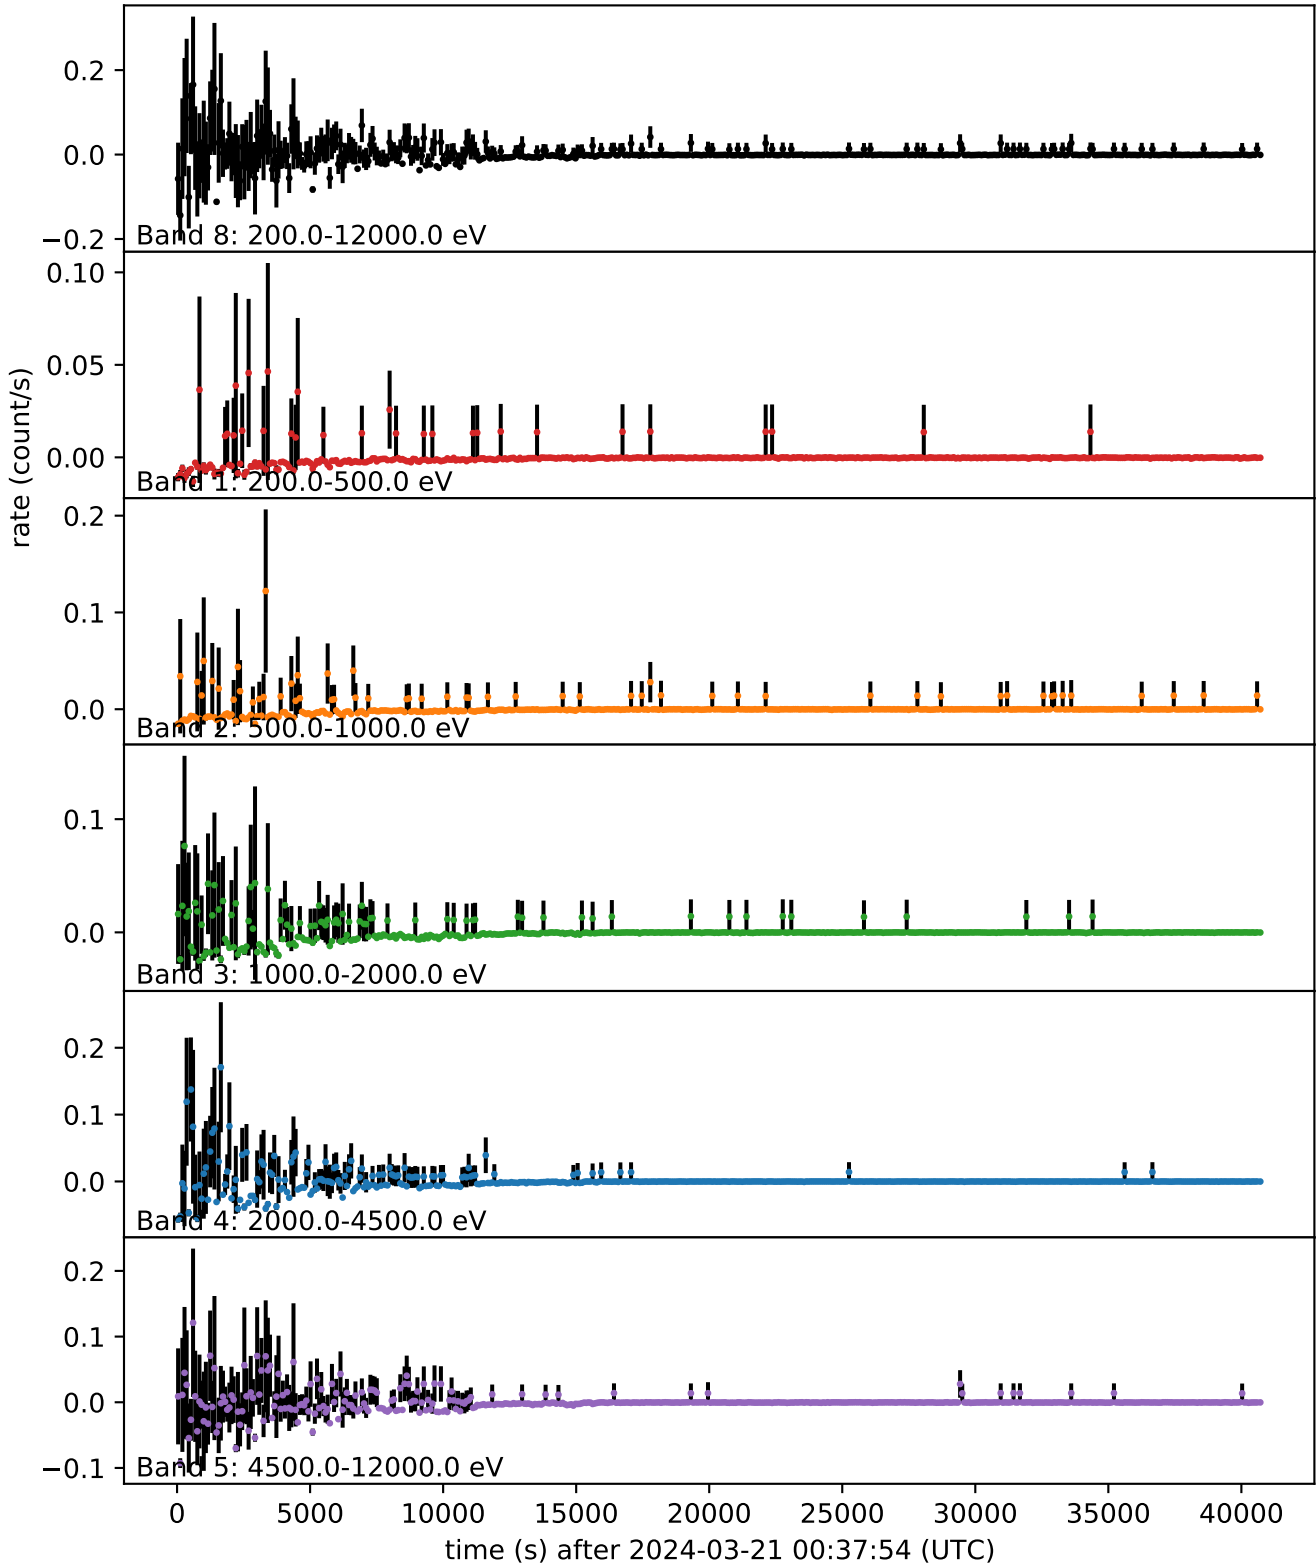 0.2
0.0
−0.2
Band 8: 200.0-12000.0 eV
0.10
0.05
0.00
Band 1: 200.0-500.0 eV
rate (count/s)
0.2
0.1
0.0
Band 2: 500.0-1000.0 eV
0.1
0.0
Band 3: 1000.0-2000.0 eV
0.2
0.1
0.0
Band 4: 2000.0-4500.0 eV
0.2
0.1
0.0
−0.1
Band 5: 4500.0-12000.0 eV
0 5000 10000 15000 20000 25000 30000 35000 40000
time (s) after 2024-03-21 00:37:54 (UTC)